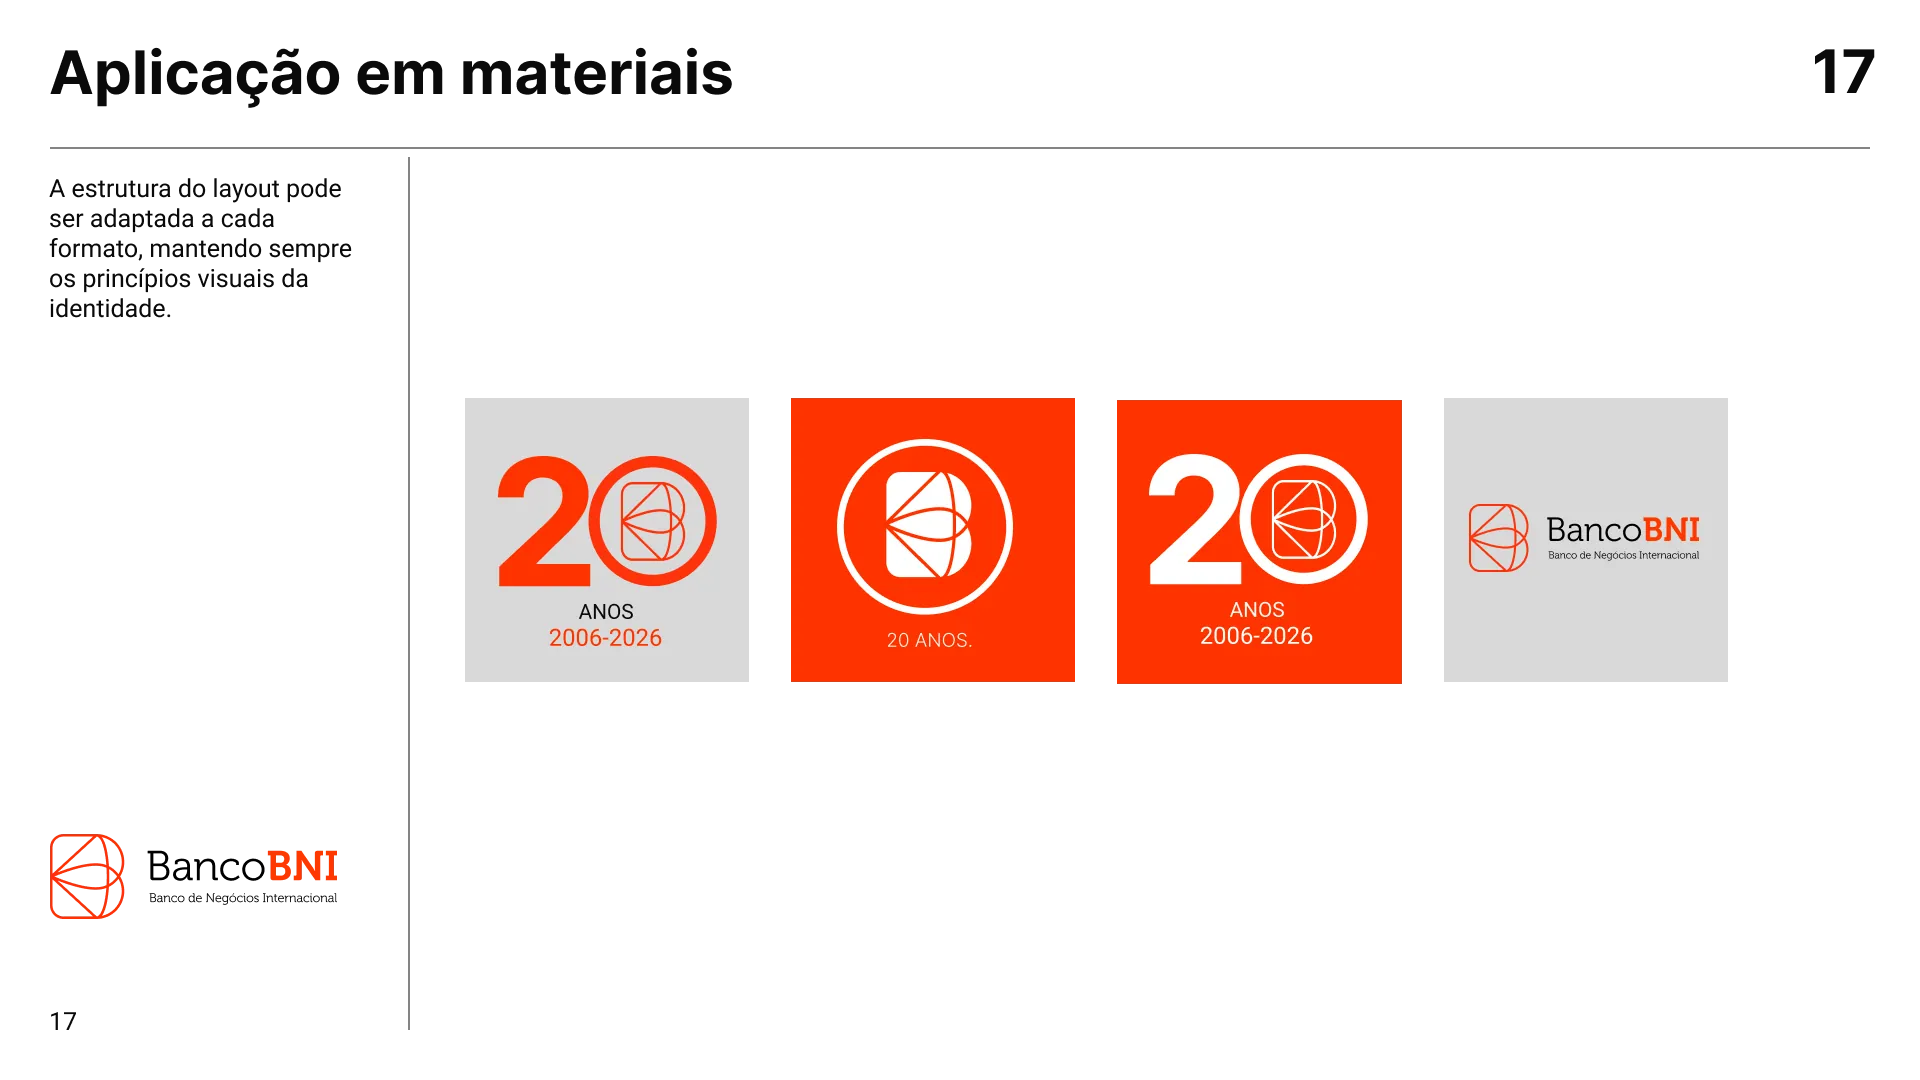 Aplicação em materiais
17
A estrutura do layout pode
ser adaptada a cada
formato, mantendo sempre
os princípios visuais da
identidade.
20
ANOS
2006-2026
20 ANOS.
20
ANOS
2006-2026
BancoBNI
Banco de Negócios Internacional
BancoBNI
Banco de Negócios Internacional
17